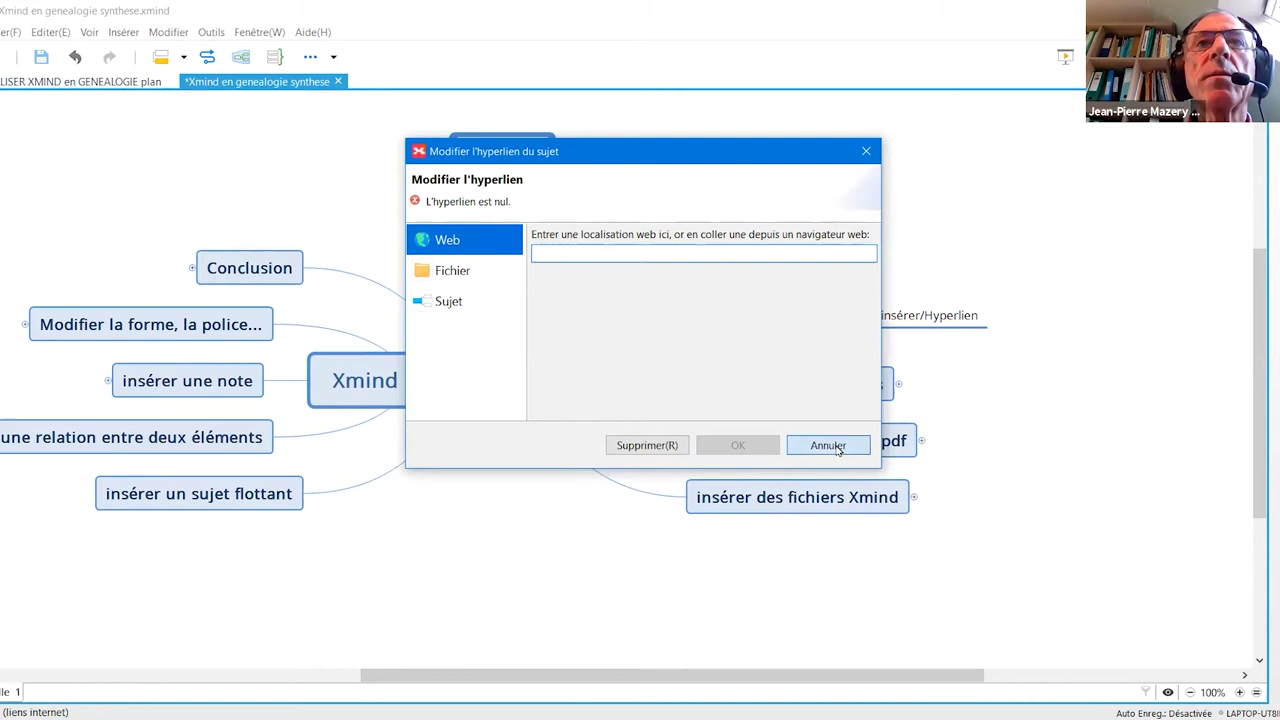 Xmind en genealogie synthese.xmind
er(F) Editer(E) Voir Insérer Modifier Outils Fenêtre(W) Aide(H)
LISER XMIND en GENEALOGIE plan
*Xmind en genealogie synthese
Jean-Pierre Mazery ...
Modifier l'hyperlien du sujet
Modifier l'hyperlien
L'hyperlien est nul.
Web
Fichier
Sujet
Entrer une localisation web ici, or en coller une depuis un navigateur web:
Supprimer(R)
OK
Annuler
Conclusion
Modifier la forme, la police...
insérer une note
une relation entre deux éléments
insérer un sujet flottant
Xmind
insérer/Hyperlien
s
pdf
insérer des fichiers Xmind
lle 1
100%
(liens internet)
Auto Enreg.: Désactivée
LAPTOP-UT8I